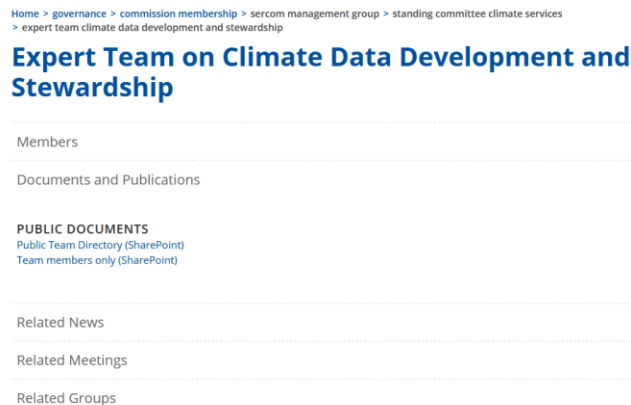 Home > governance > commission membership > sercom management group > standing committee climate services
> expert team climate data development and stewardship
Expert Team on Climate Data Development and
Stewardship
Members
Documents and Publications
PUBLIC DOCUMENTS
Public Team Directory (SharePoint)
Team members only (SharePoint)
Related News
Related Meetings
Related Groups